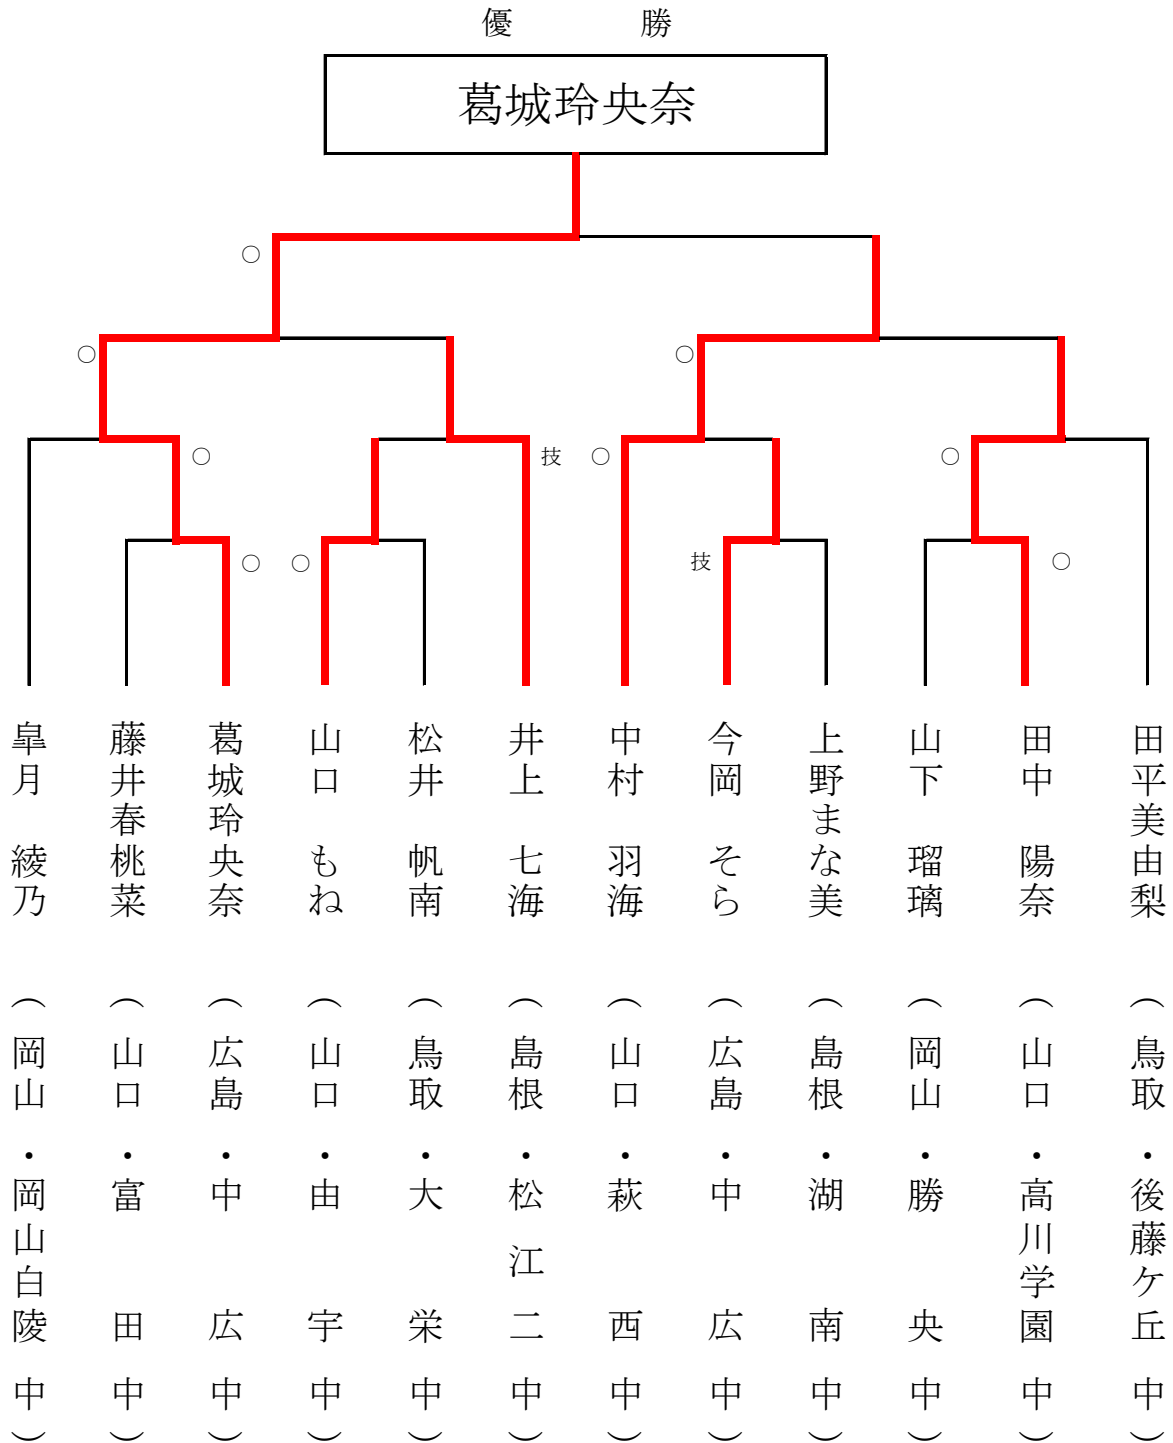 優　勝
葛城玲央奈
○
○
○
○
技
○
○
○
○
技
○
皐月　綾乃（岡山・岡山白陵中）
藤井春桃菜（山口・富田中）
葛城玲央奈（広島・中広中）
山口　もね（山口・由宇中）
松井　帆南（鳥取・大栄中）
井上　七海（島根・松江二中）
中村　羽海（山口・萩西中）
今岡　そら（広島・中広中）
上野まな美（島根・湖南中）
山下　瑠璃（岡山・勝央中）
田中　陽奈（山口・高川学園中）
田平美由梨（鳥取・後藤ケ丘中）